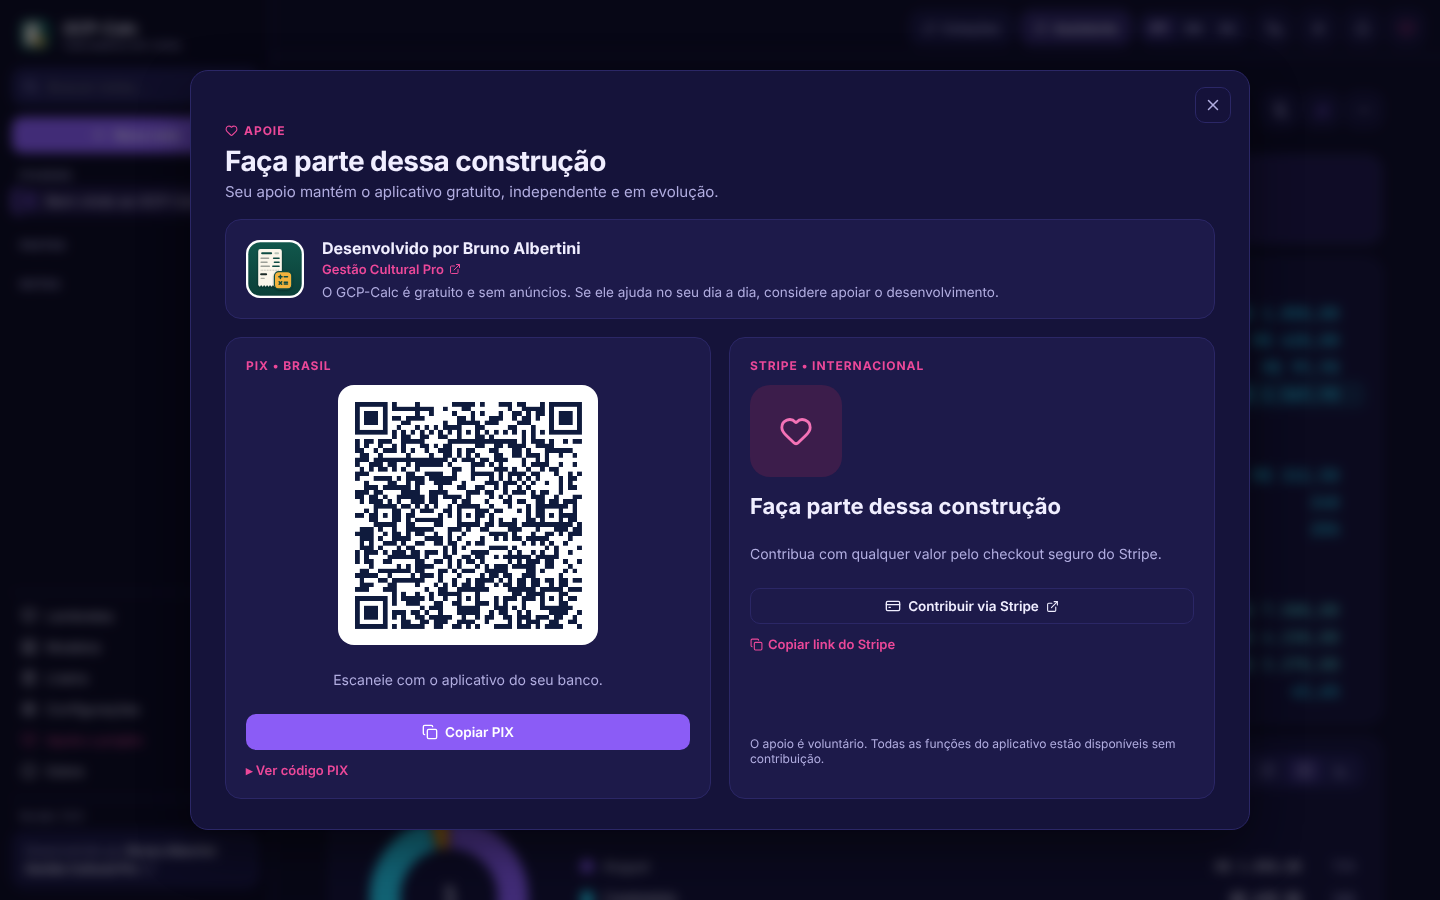 APOIE
Faça parte dessa construção
Seu apoio mantém o aplicativo gratuito, independente e em evolução.
Desenvolvido por Bruno Albertini
Gestão Cultural Pro
O GCP-Calc é gratuito e sem anúncios. Se ele ajuda no seu dia a dia, considere apoiar o desenvolvimento.
PIX • BRASIL
Escaneie com o aplicativo do seu banco.
Copiar PIX
▸ Ver código PIX
STRIPE • INTERNACIONAL
Faça parte dessa construção
Contribua com qualquer valor pelo checkout seguro do Stripe.
Contribuir via Stripe
Copiar link do Stripe
O apoio é voluntário. Todas as funções do aplicativo estão disponíveis sem
contribuição.